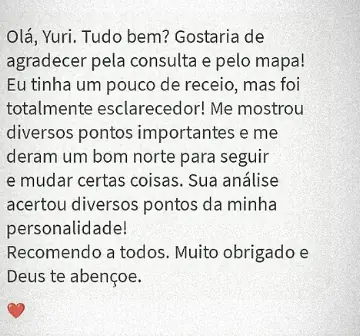 Olá, Yuri. Tudo bem? Gostaria de
agradecer pela consulta e pelo mapa!
Eu tinha um pouco de receio, mas foi
totalmente esclarecedor! Me mostrou
diversos pontos importantes e me
deram um bom norte para seguir
e mudar certas coisas. Sua análise
acertou diversos pontos da minha
personalidade!
Recomendo a todos. Muito obrigado e
Deus te abençoe.
❤️